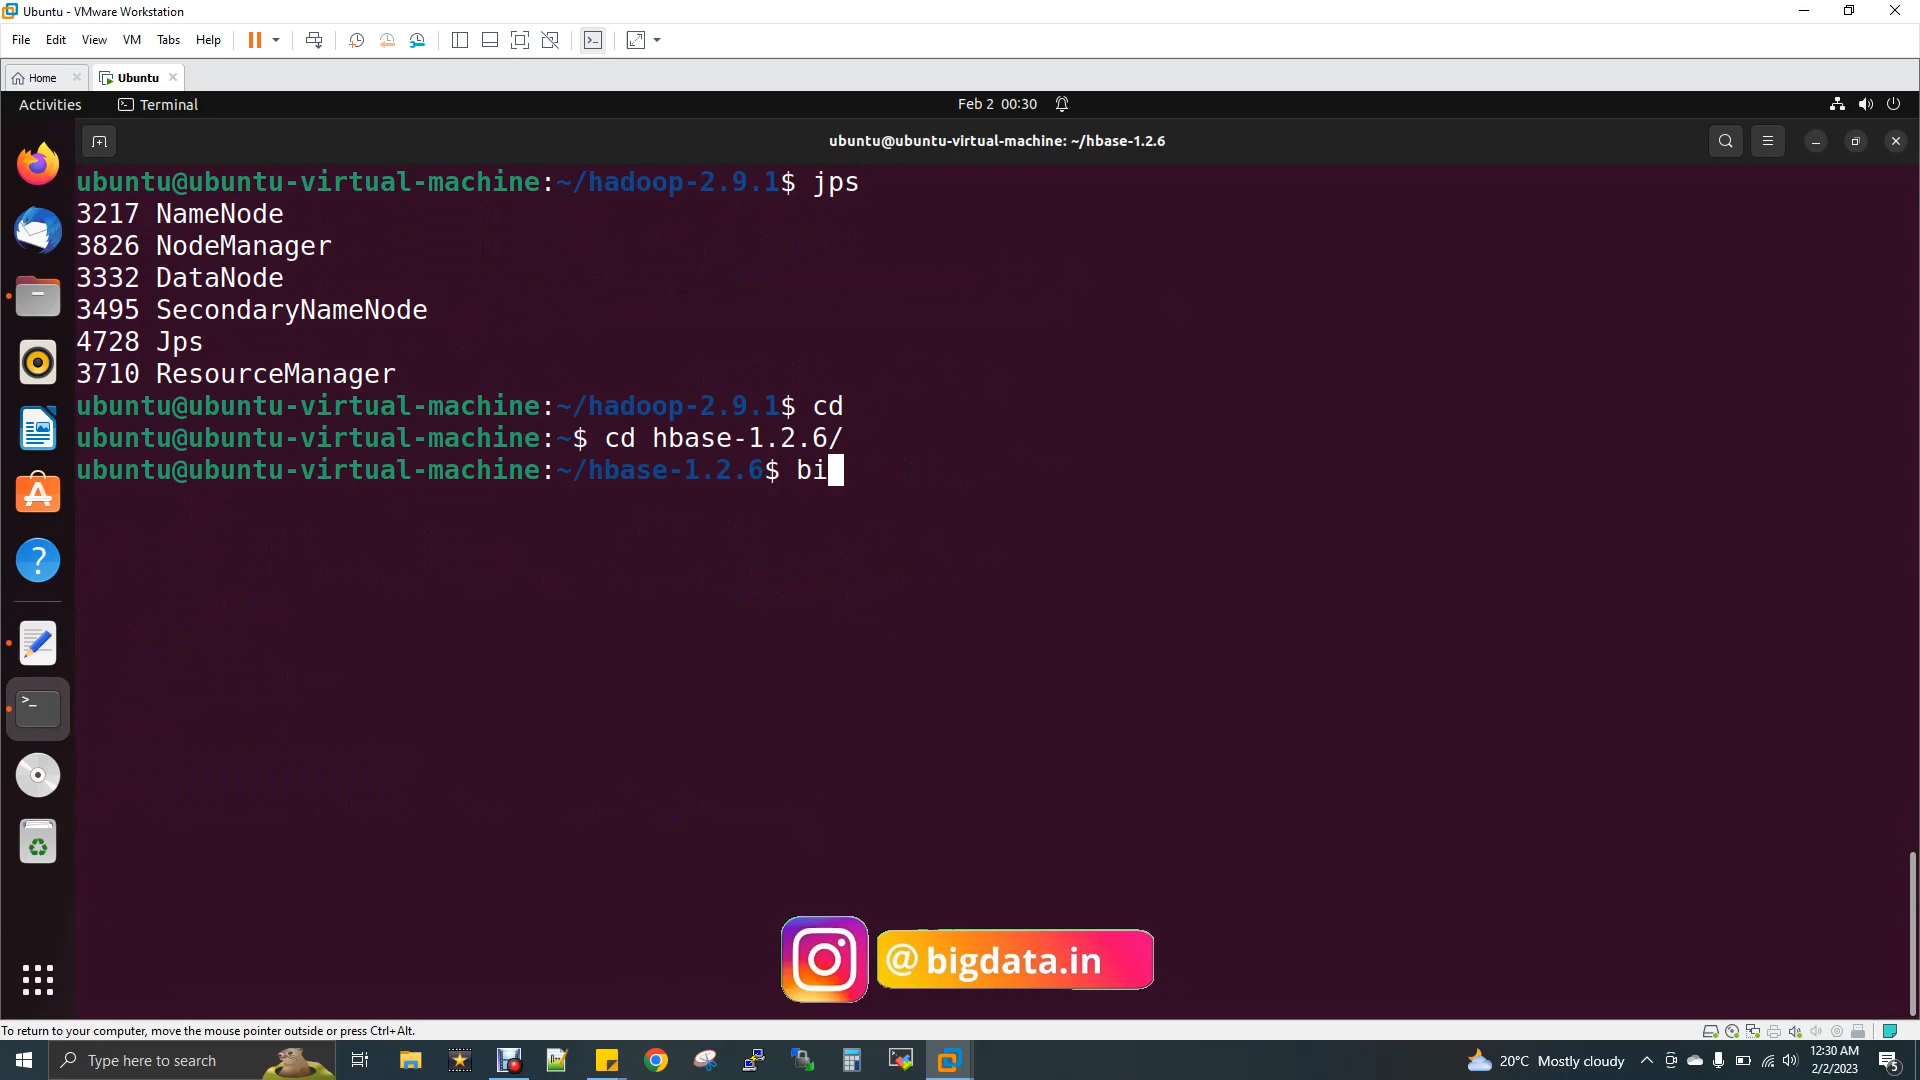 Ubuntu - VMware Workstation
File Edit View VM Tabs Help
Home Ubuntu
Activities Terminal Feb 2 00:30
ubuntu@ubuntu-virtual-machine: ~/hbase-1.2.6
ubuntu@ubuntu-virtual-machine:~/hadoop-2.9.1$ jps
3217 NameNode
3826 NodeManager
3332 DataNode
3495 SecondaryNameNode
4728 Jps
3710 ResourceManager
ubuntu@ubuntu-virtual-machine:~/hadoop-2.9.1$ cd
ubuntu@ubuntu-virtual-machine:~$ cd hbase-1.2.6/
ubuntu@ubuntu-virtual-machine:~/hbase-1.2.6$ bi
@ bigdata.in
To return to your computer, move the mouse pointer outside or press Ctrl+Alt.
Type here to search 20°C Mostly cloudy 12:30 AM
2/2/2023 5